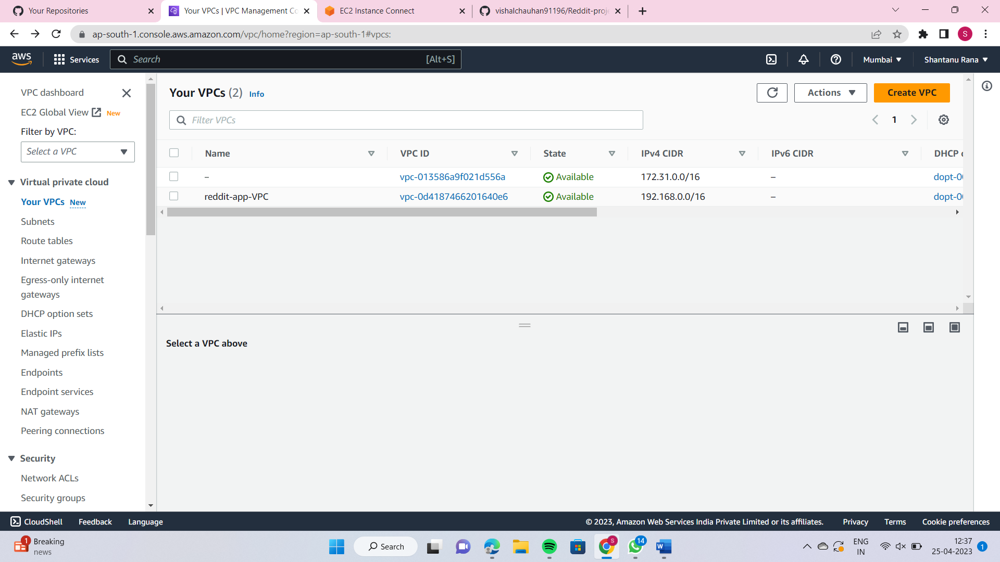 Your Repositories
Your VPCs | VPC Management Co
EC2 Instance Connect
vishalchauhan91196/Reddit-proje
ap-south-1.console.aws.amazon.com/vpc/home?region=ap-south-1#vpcs:
S
aws
Services
Search
[Alt+S]
Mumbai
Shantanu Rana
VPC dashboard
EC2 Global View New
Filter by VPC:
Select a VPC
Virtual private cloud
Your VPCs New
Subnets
Route tables
Internet gateways
Egress-only internet
gateways
DHCP option sets
Elastic IPs
Managed prefix lists
Endpoints
Endpoint services
NAT gateways
Peering connections
Security
Network ACLs
Security groups
Your VPCs (2) Info
Actions
Create VPC
Filter VPCs
1
Name VPC ID State IPv4 CIDR IPv6 CIDR DHCP
– vpc-013586a9f021d556a Available 172.31.0.0/16 – dopt-0
reddit-app-VPC vpc-0d4187466201640e6 Available 192.168.0.0/16 – dopt-0
Select a VPC above
CloudShell Feedback Language
© 2023, Amazon Web Services India Private Limited or its affiliates. Privacy Terms Cookie preferences
1
Breaking
news
Search
S
14
W
ENG
IN
12:37
25-04-2023
1